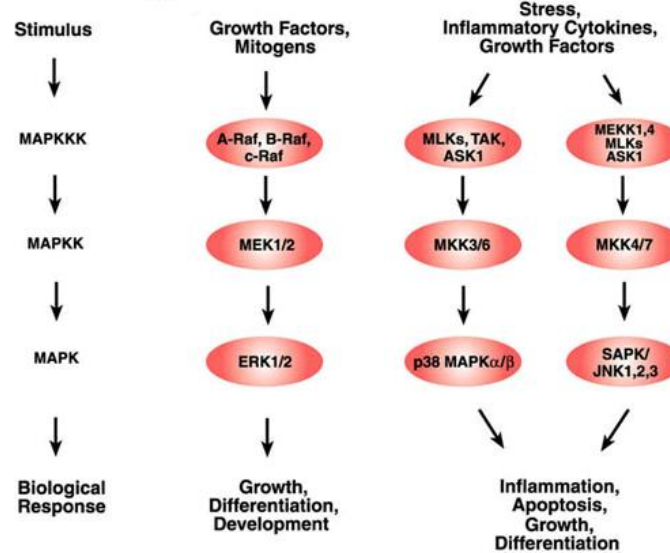 Stimulus
MAPKKK
MAPKK
MAPK
Biological
Response
Growth Factors,
Mitogens
A-Raf, B-Raf,
c-Raf
MEK1/2
ERK1/2
Growth,
Differentiation,
Development
Stress,
Inflammatory Cytokines,
Growth Factors
MLKs, TAK,
ASK1
MKK3/6
p38 MAPKα/β
MEKK1,4
MLKs
ASK1
MKK4/7
SAPK/
JNK1,2,3
Inflammation,
Apoptosis,
Growth,
Differentiation